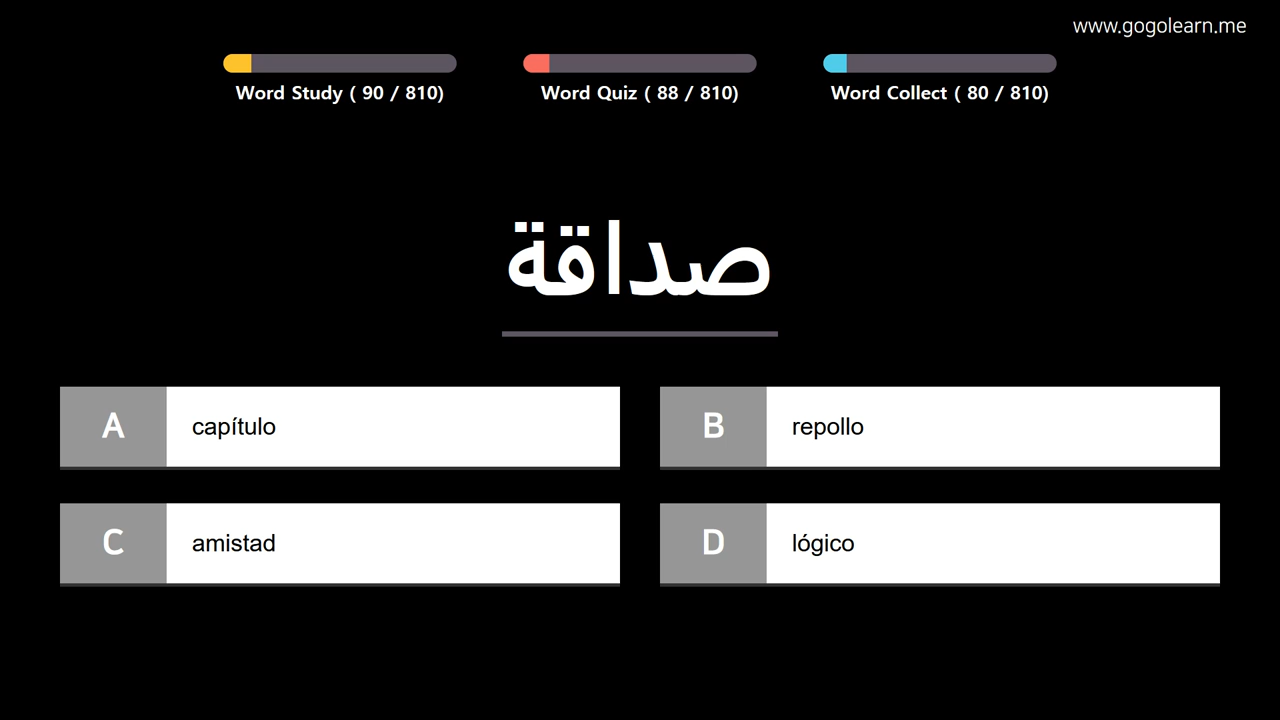 www.gogolearn.me
Word Study ( 90 / 810)
Word Quiz ( 88 / 810)
Word Collect ( 80 / 810)
صداقة
A capítulo
B repollo
C amistad
D lógico